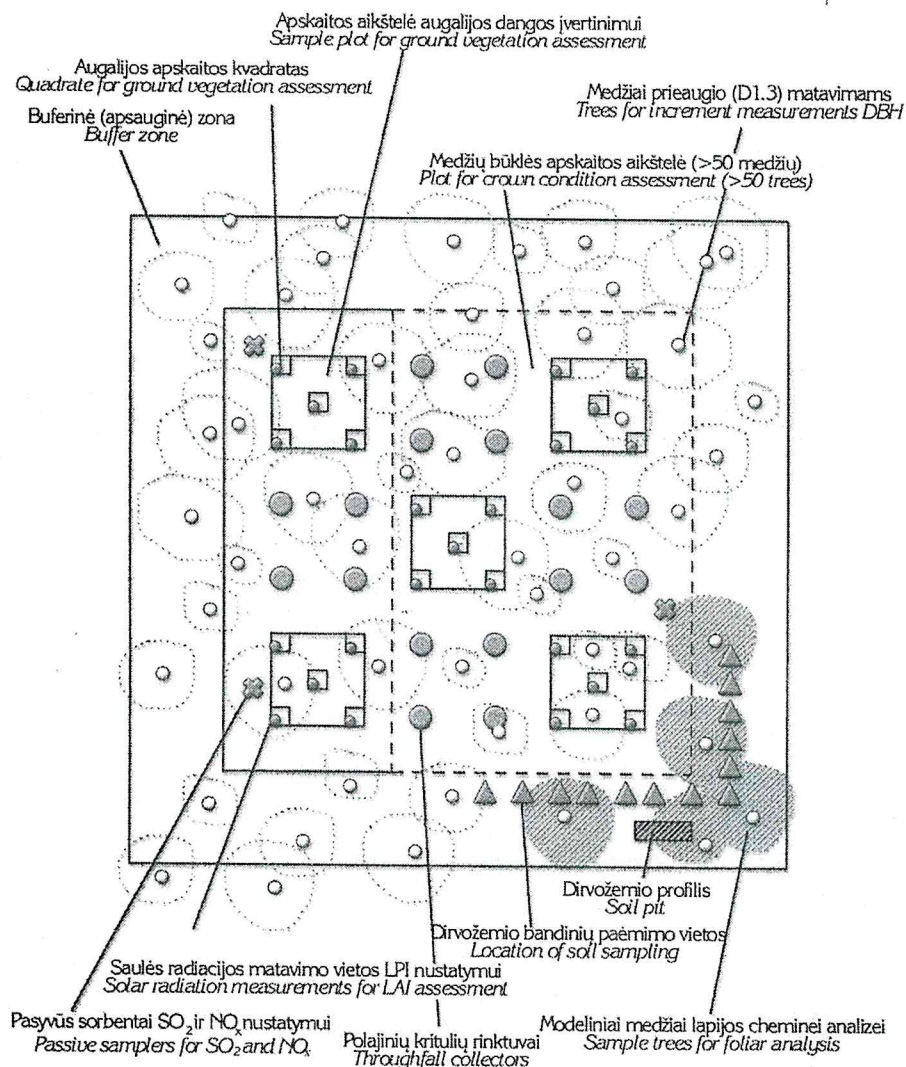 Apskaitos aikštelė augalijos dangos įvertinimui
Sample plot for ground vegetation assessment
Augalijos apskaitos kvadratas
Quadrate for ground vegetation assessment
Medžiai prieaugio (D1.3) matavimams
Trees for increment measurements DBH
Buferinė (apsauginė) zona
Buffer zone
Medžių būklės apskaitos aikštelė (>50 medžių)
Plot for crown condition assessment (>50 trees)
Dirvožemio profilis
Soil pit
Dirvožemio bandinių paėmimo vietos
Location of soil sampling
Saulės radiacijos matavimo vietos LPI nustatymui
Solar radiation measurements for LAI assessment
Pasyvūs sorbentai SO₂ ir NOₓ nustatymui
Passive samplers for SO₂ and NOₓ
Polajinių kritulių rinktuvai
Throughfall collectors
Modeliniai medžiai lapijos cheminei analizei
Sample trees for foliar analysis